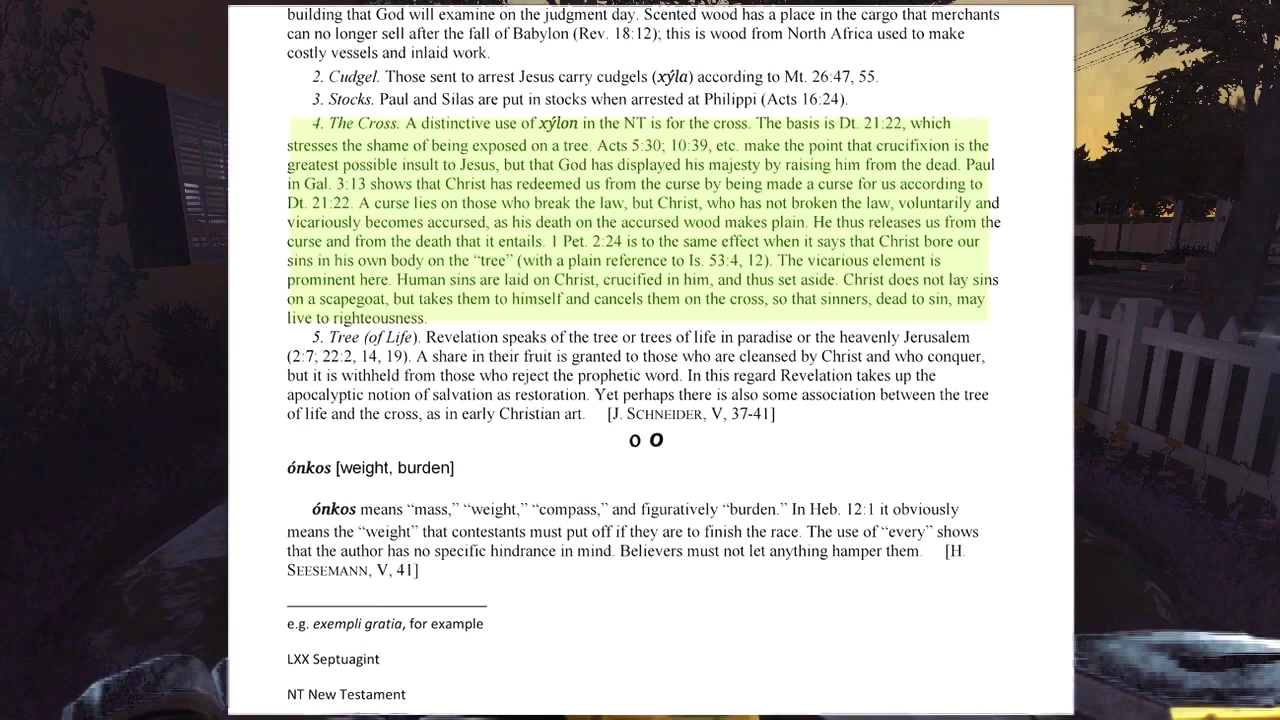 building that God will examine on the judgment day. Scented wood has a place in the cargo that merchants
can no longer sell after the fall of Babylon (Rev. 18:12); this is wood from North Africa used to make
costly vessels and inlaid work.
2. Cudgel. Those sent to arrest Jesus carry cudgels (xýla) according to Mt. 26:47, 55.
3. Stocks. Paul and Silas are put in stocks when arrested at Philippi (Acts 16:24).
4. The Cross. A distinctive use of xýlon in the NT is for the cross. The basis is Dt. 21:22, which
stresses the shame of being exposed on a tree. Acts 5:30; 10:39, etc. make the point that crucifixion is the
greatest possible insult to Jesus, but that God has displayed his majesty by raising him from the dead. Paul
in Gal. 3:13 shows that Christ has redeemed us from the curse by being made a curse for us according to
Dt. 21:22. A curse lies on those who break the law, but Christ, who has not broken the law, voluntarily and
vicariously becomes accursed, as his death on the accursed wood makes plain. He thus releases us from the
curse and from the death that it entails. 1 Pet. 2:24 is to the same effect when it says that Christ bore our
sins in his own body on the “tree” (with a plain reference to Is. 53:4, 12). The vicarious element is
prominent here. Human sins are laid on Christ, crucified in him, and thus set aside. Christ does not lay sins
on a scapegoat, but takes them to himself and cancels them on the cross, so that sinners, dead to sin, may
live to righteousness.
5. Tree (of Life). Revelation speaks of the tree or trees of life in paradise or the heavenly Jerusalem
(2:7; 22:2, 14, 19). A share in their fruit is granted to those who are cleansed by Christ and who conquer,
but it is withheld from those who reject the prophetic word. In this regard Revelation takes up the
apocalyptic notion of salvation as restoration. Yet perhaps there is also some association between the tree
of life and the cross, as in early Christian art. [J. SCHNEIDER, V, 37-41]
o o
ónkos [weight, burden]
ónkos means “mass,” “weight,” “compass,” and figuratively “burden.” In Heb. 12:1 it obviously
means the “weight” that contestants must put off if they are to finish the race. The use of “every” shows
that the author has no specific hindrance in mind. Believers must not let anything hamper them. [H.
SEESEMANN, V, 41]
e.g. exempli gratia, for example
LXX Septuagint
NT New Testament